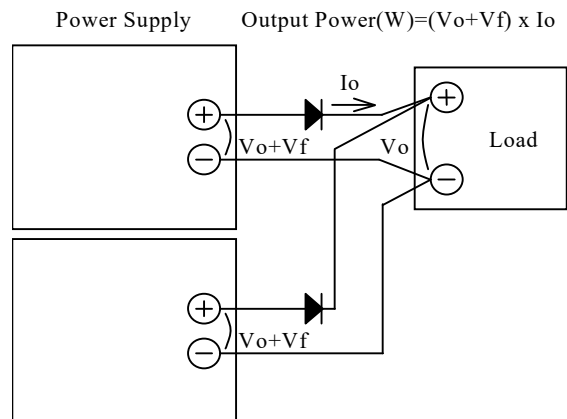 Power Supply
Output Power(W)=(Vo+Vf) x Io
Io
+
+
Load
Vo+Vf
Vo
−
−
+
Vo+Vf
−